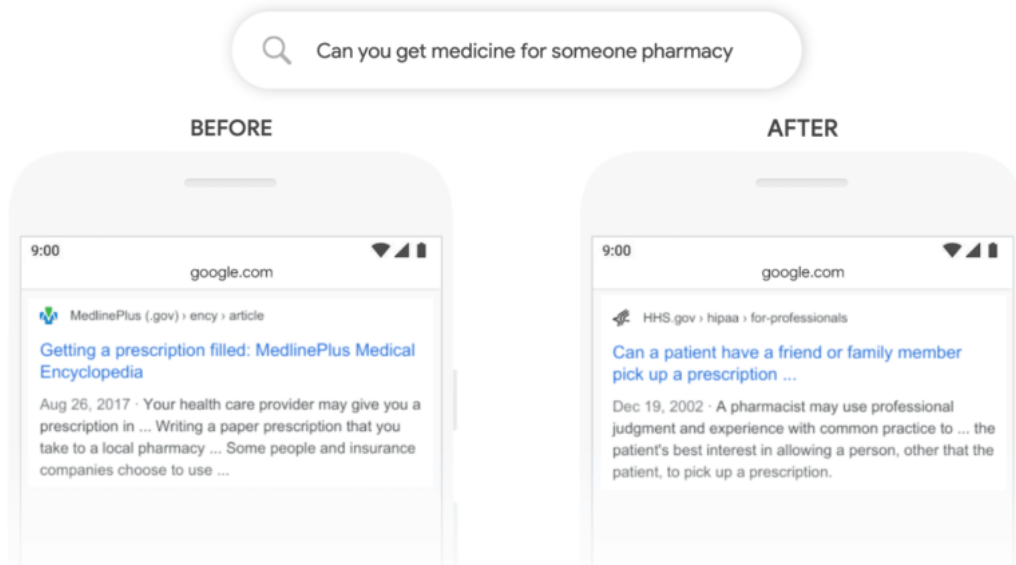 Can you get medicine for someone pharmacy
BEFORE
9:00
google.com
MedlinePlus (.gov) › ency › article
Getting a prescription filled: MedlinePlus Medical
Encyclopedia
Aug 26, 2017 · Your health care provider may give you a
prescription in ... Writing a paper prescription that you
take to a local pharmacy ... Some people and insurance
companies choose to use ...
AFTER
9:00
google.com
HHS.gov › hipaa › for-professionals
Can a patient have a friend or family member
pick up a prescription ...
Dec 19, 2002 · A pharmacist may use professional
judgment and experience with common practice to ... the
patient's best interest in allowing a person, other that the
patient, to pick up a prescription.